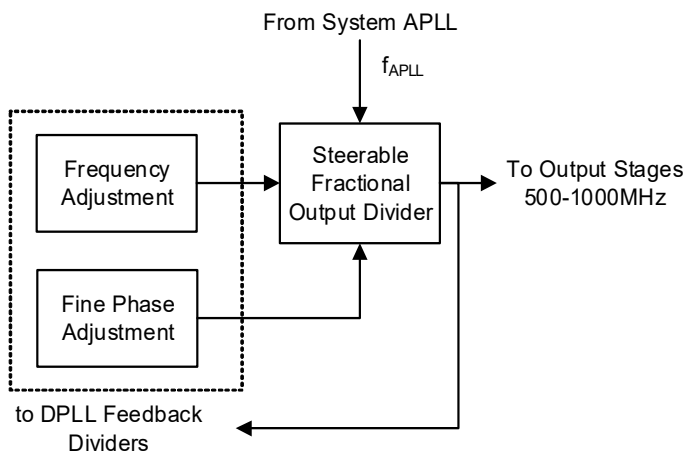 From System APLL
fAPLL
Frequency
Adjustment
Steerable
Fractional
Output Divider
To Output Stages
500-1000MHz
Fine Phase
Adjustment
to DPLL Feedback
Dividers